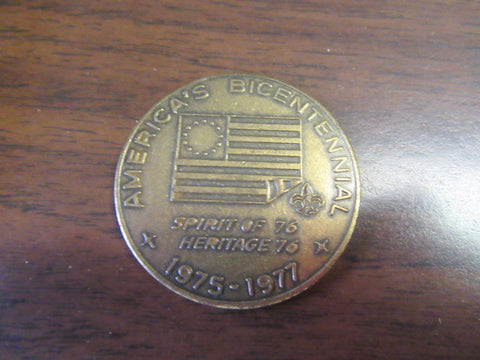 AMERICA'S BICENTENNIAL
SPIRIT OF 76
HERITAGE 76
1975-1977